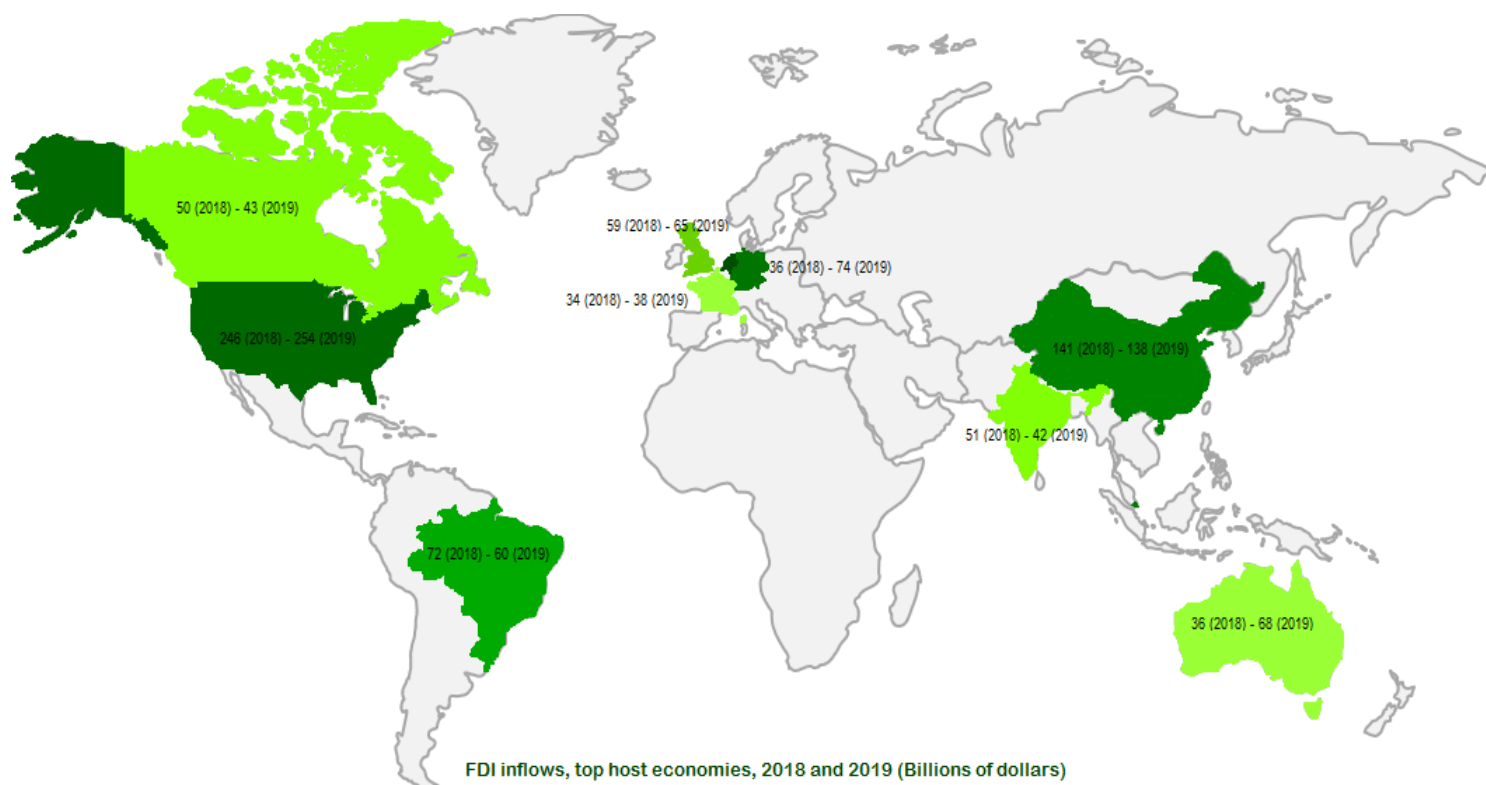 50 (2018) - 43 (2019)
59 (2018) - 65 (2019)
36 (2018) - 74 (2019)
34 (2018) - 38 (2019)
246 (2018) - 254 (2019)
141 (2018) - 138 (2019)
51 (2018) - 42 (2019)
72 (2018) - 60 (2019)
36 (2018) - 68 (2019)
FDI inflows, top host economies, 2018 and 2019 (Billions of dollars)